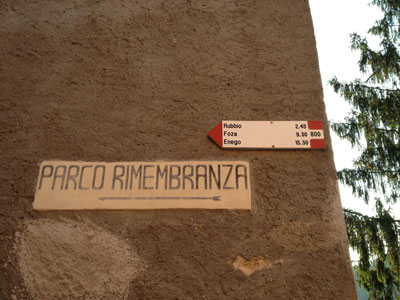 Rubbio 2.45
Foza 9.30 800
Enego 15.30
PARCO RIMEMBRANZA